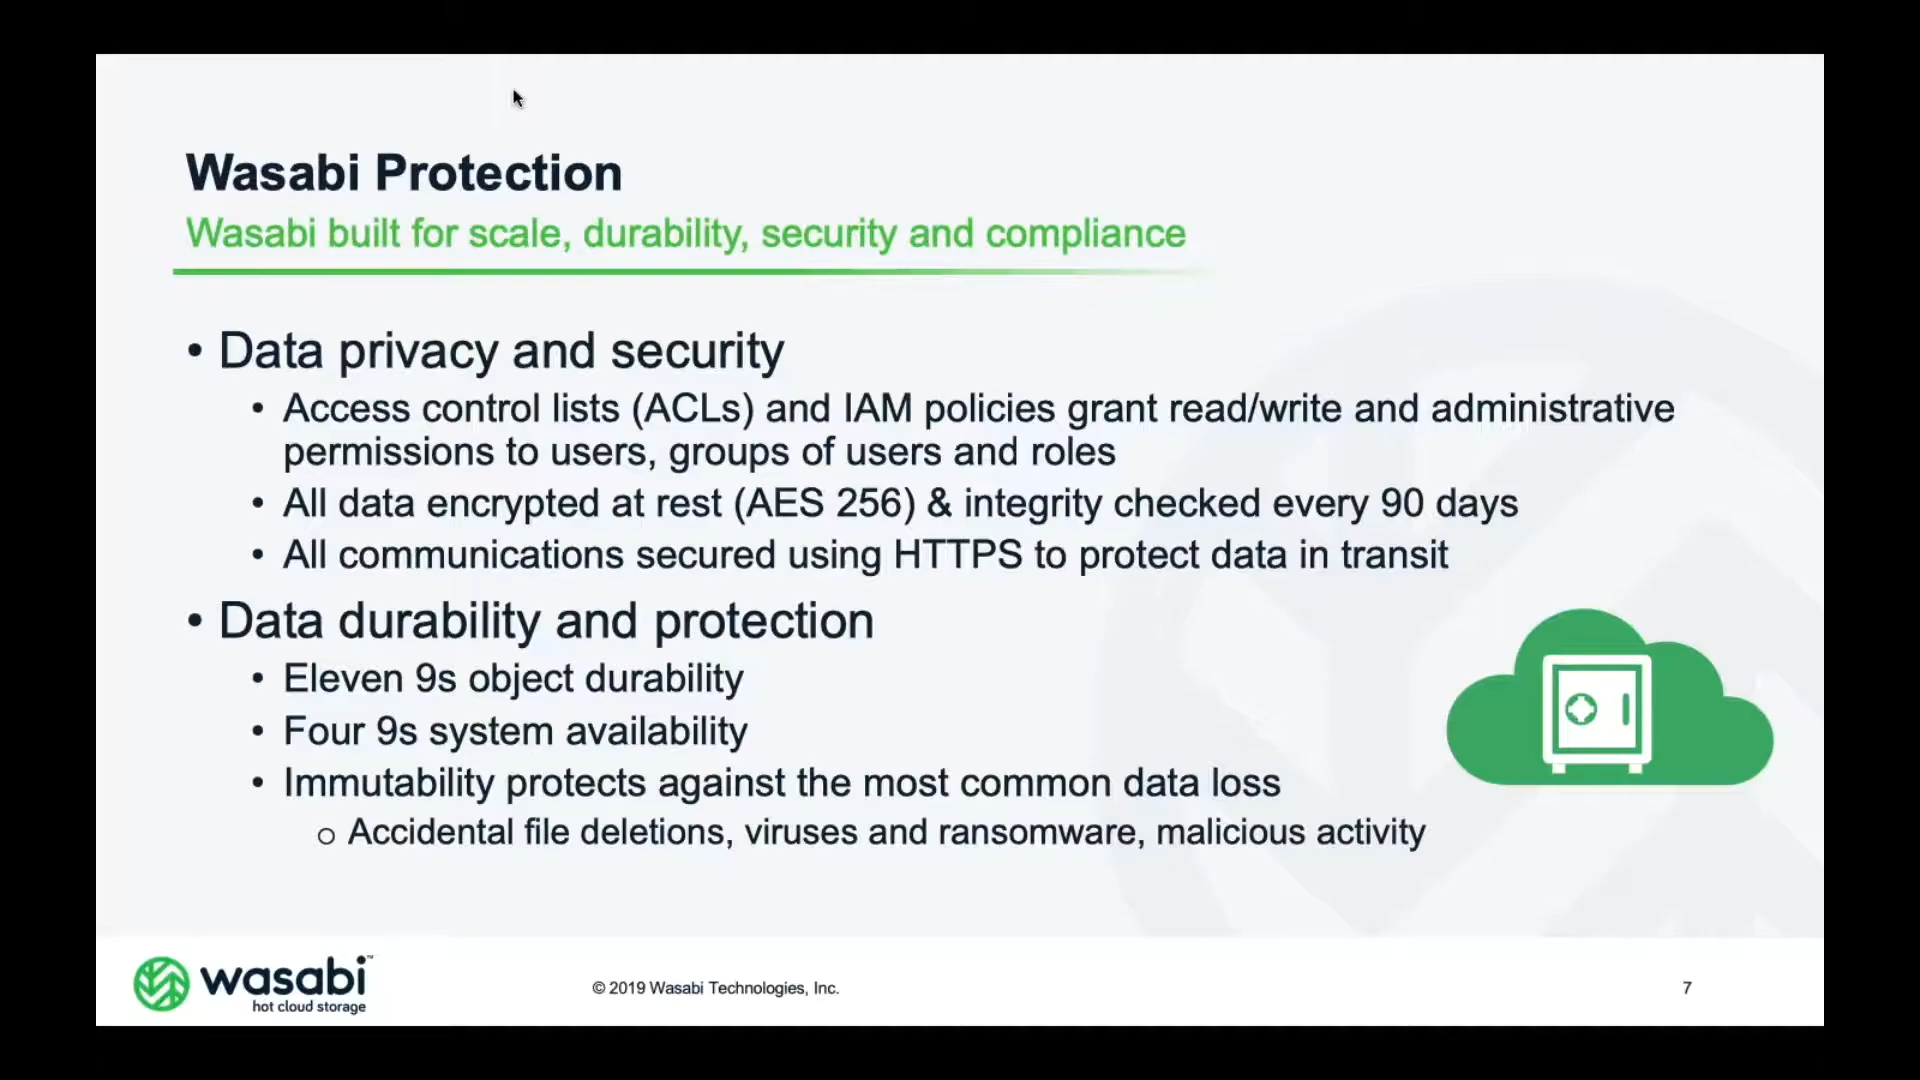 Wasabi Protection
Wasabi built for scale, durability, security and compliance
• Data privacy and security
• Access control lists (ACLs) and IAM policies grant read/write and administrative
permissions to users, groups of users and roles
• All data encrypted at rest (AES 256) & integrity checked every 90 days
• All communications secured using HTTPS to protect data in transit
• Data durability and protection
• Eleven 9s object durability
• Four 9s system availability
• Immutability protects against the most common data loss
o Accidental file deletions, viruses and ransomware, malicious activity
wasabi™
hot cloud storage
© 2019 Wasabi Technologies, Inc.
7